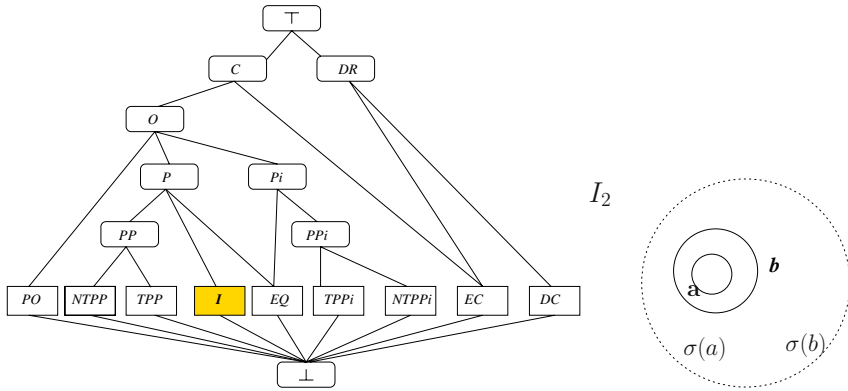 ⊤
C DR
O
P Pi
I₂
PP PPi
b
a
PO NTPP TPP I EQ TPPi NTPPi EC DC
σ(a) σ(b)
⊥